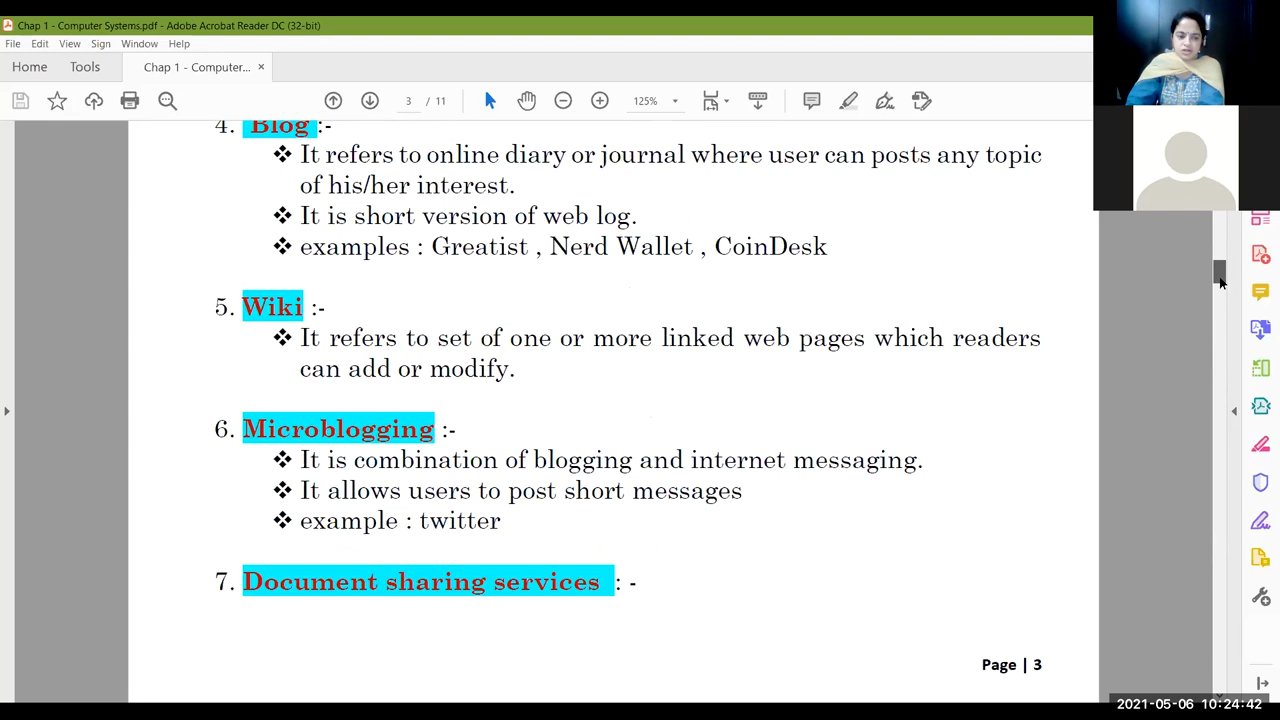 Chap 1 - Computer Systems.pdf - Adobe Acrobat Reader DC (32-bit)
File Edit View Sign Window Help
Home Tools Chap 1 - Computer... ×
3 / 11 125%
4. Blog :-
❖ It refers to online diary or journal where user can posts any topic
of his/her interest.
❖ It is short version of web log.
❖ examples : Greatist , Nerd Wallet , CoinDesk
5. Wiki :-
❖ It refers to set of one or more linked web pages which readers
can add or modify.
6. Microblogging :-
❖ It is combination of blogging and internet messaging.
❖ It allows users to post short messages
❖ example : twitter
7. Document sharing services : -
Page | 3
2021-05-06 10:24:42